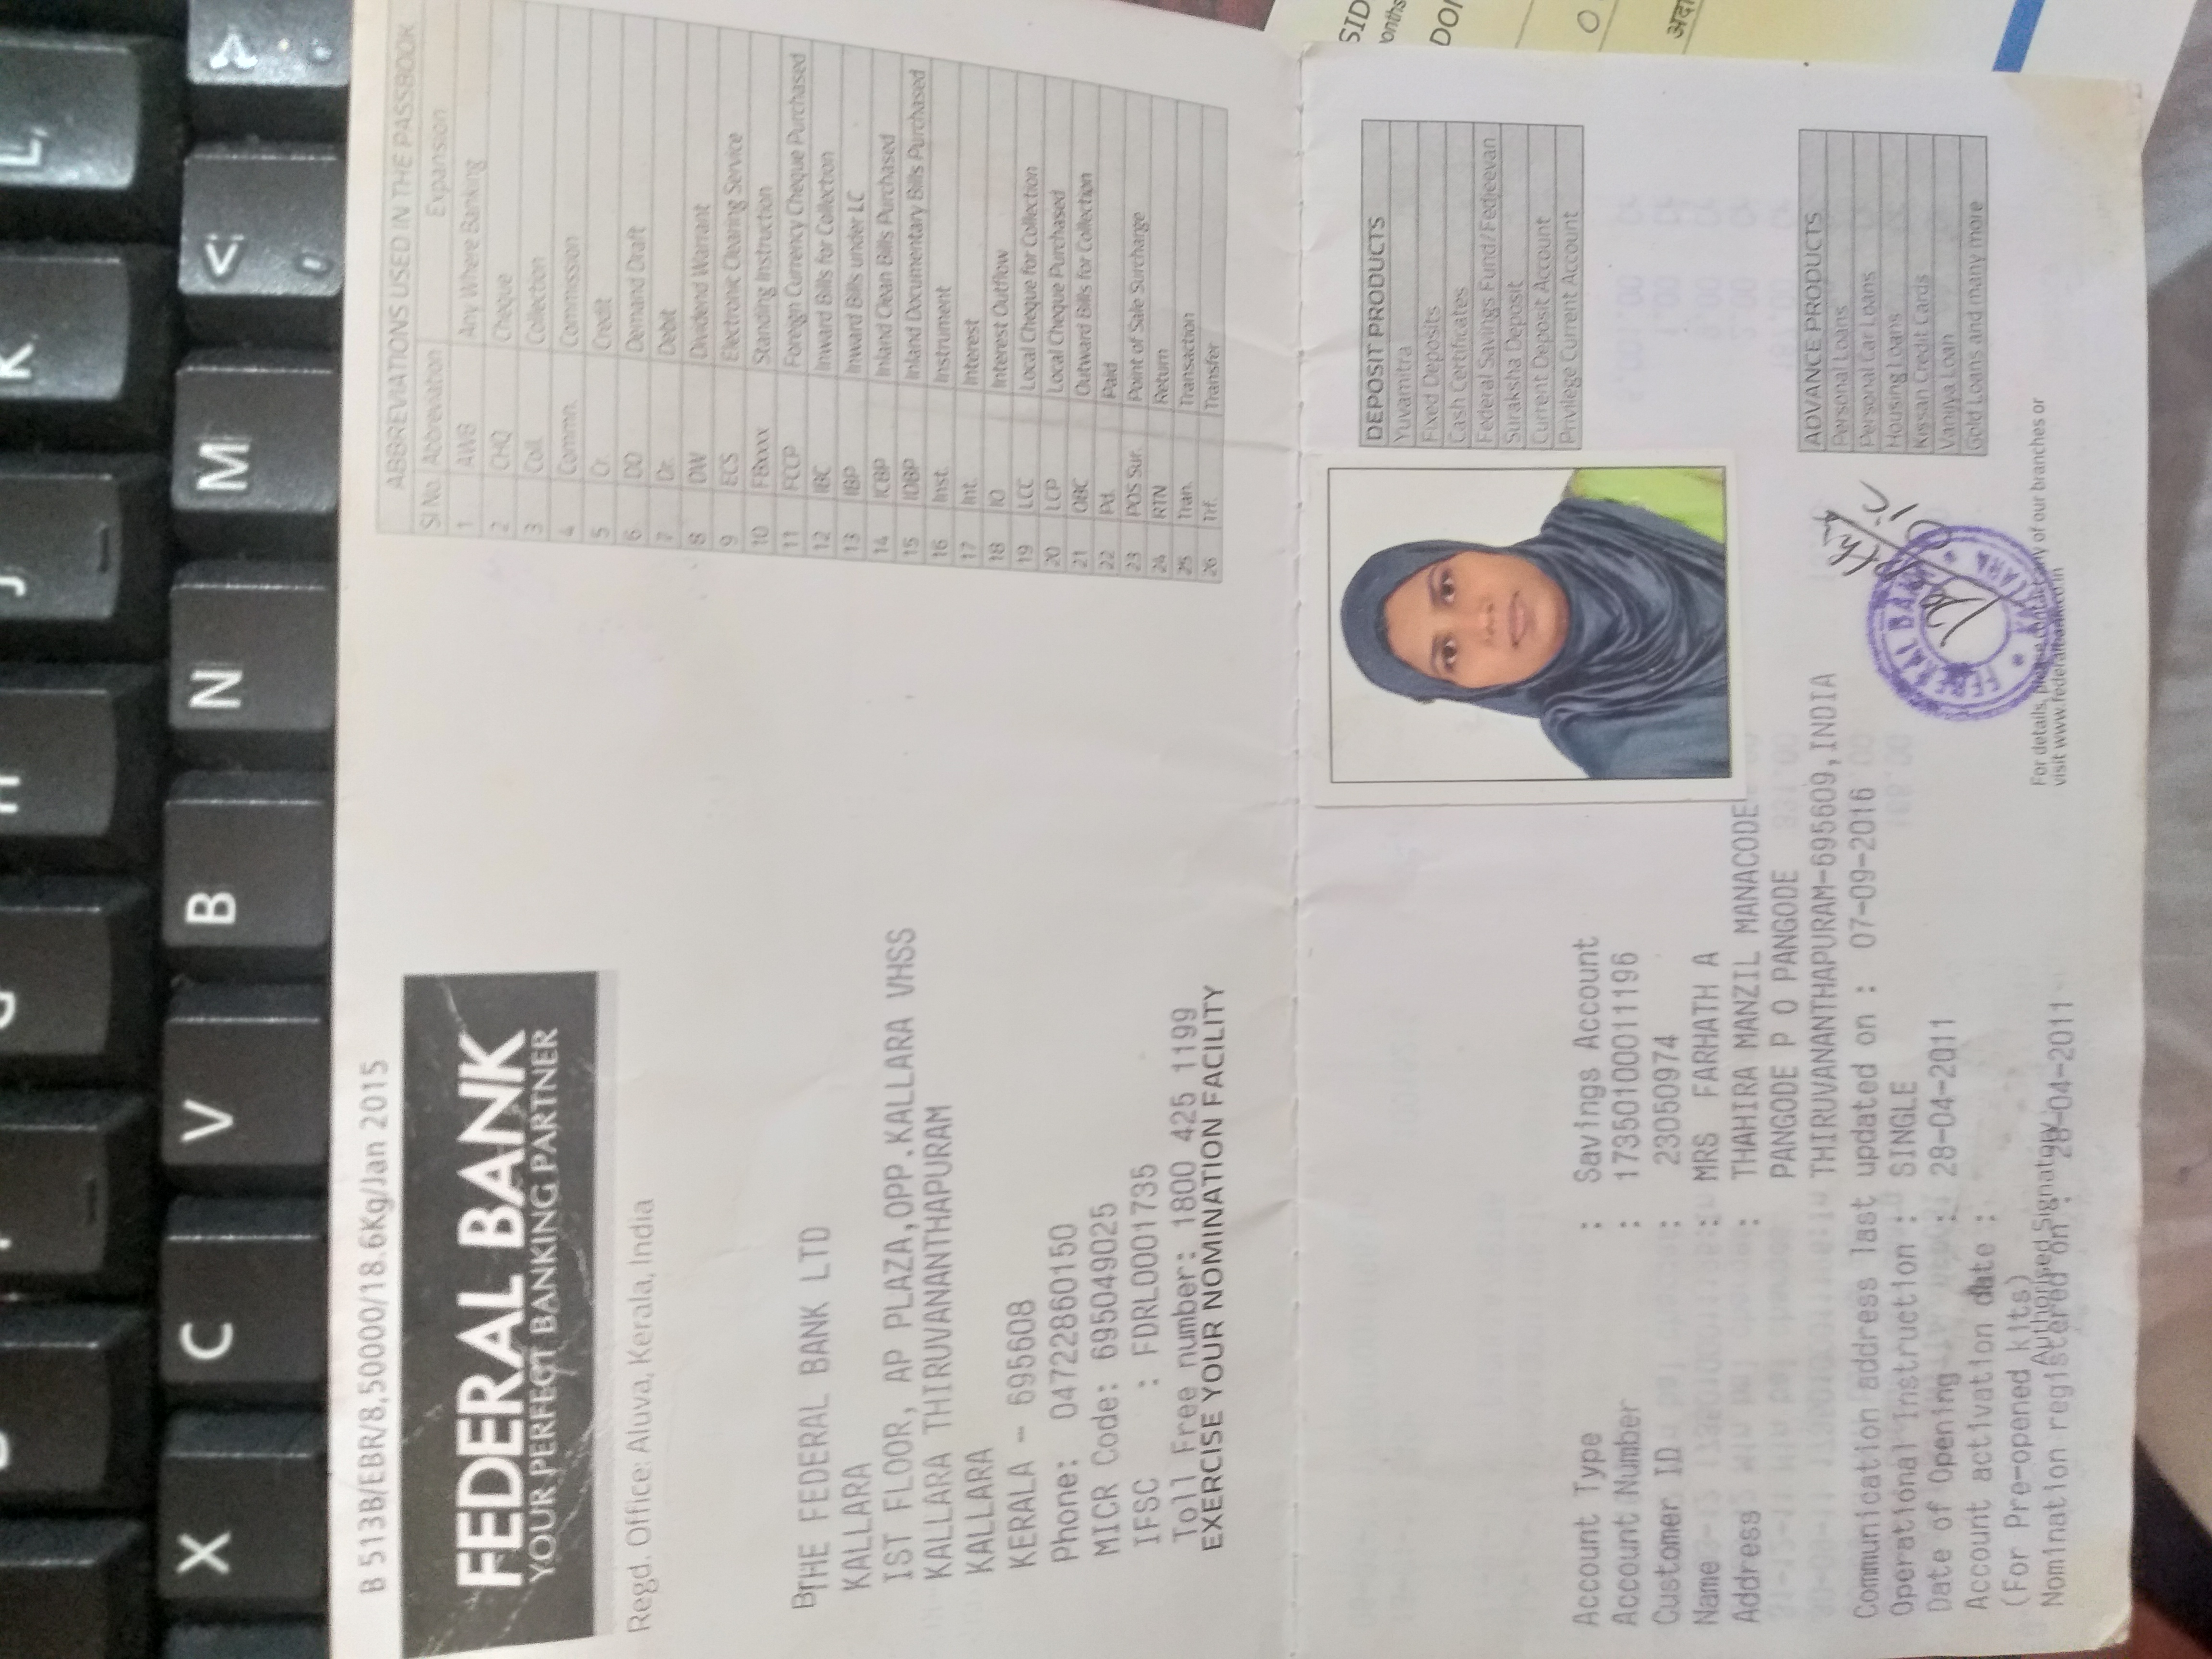 G H J K L
X C V B N M <
B 513B/EBR/8,50000/18.6Kg/Jan 2015
FEDERAL BANK
YOUR PERFECT BANKING PARTNER
Regd. Office: Aluva, Kerala, India
THE FEDERAL BANK LTD
KALLARA
IST FLOOR, AP PLAZA,OPP.KALLARA VHSS
KALLARA THIRUVANANTHAPURAM
KALLARA
KERALA - 695608
Phone: 04722860150
MICR Code: 695049025
IFSC : FDRL0001735
Toll Free number: 1800 425 1199
EXERCISE YOUR NOMINATION FACILITY
ABBREVIATIONS USED IN THE PASSBOOK
Sl No. Abbreviation Expansion
1 AWB Any Where Banking
2 CHQ Cheque
3 Coll. Collection
4 Commn. Commission
5 Cr. Credit
6 DD Demand Draft
7 Dr. Debit
8 DW Dividend Warrant
9 ECS Electronic Clearing Service
10 FBxxxx Standing Instruction
11 FCCP Foreign Currency Cheque Purchased
12 IBC Inward Bills for Collection
13 IBP Inward Bills under LC
14 ICBP Inland Clean Bills Purchased
15 IDBP Inland Documentary Bills Purchased
16 Inst. Instrument
17 Int. Interest
18 IO Interest Outflow
19 LCC Local Cheque for Collection
20 LCP Local Cheque Purchased
21 OBC Outward Bills for Collection
22 Pd. Paid
23 POS Sur. Point of Sale Surcharge
24 RTN Return
25 Tran. Transaction
26 Trf. Transfer
DEPOSIT PRODUCTS
Yuvamitra
Fixed Deposits
Cash Certificates
Federal Savings Fund/Fedjeevan
Suraksha Deposit
Current Deposit Account
Privilege Current Account
Account Type : Savings Account
Account Number : 17350100011196
Customer ID : 23050974
Name : MRS FARHATH A
Address : THAHIRA MANZIL MANACODE
PANGODE P O PANGODE
THIRUVANANTHAPURAM-695609,INDIA
Communication address last updated on : 07-09-2016
Operational Instruction : SINGLE
Date of Opening : 28-04-2011
Account activation date :
(For Pre-opened kits)
Authorised Signatory
Nomination registered on : 28-04-2011
FEDERAL BANK
KALLARA
ADVANCE PRODUCTS
Personal Loans
Personal Car Loans
Housing Loans
Kissan Credit Cards
Vanijya Loan
Gold Loans and many more
For details, please contact any of our branches or
visit www.federalbank.co.in